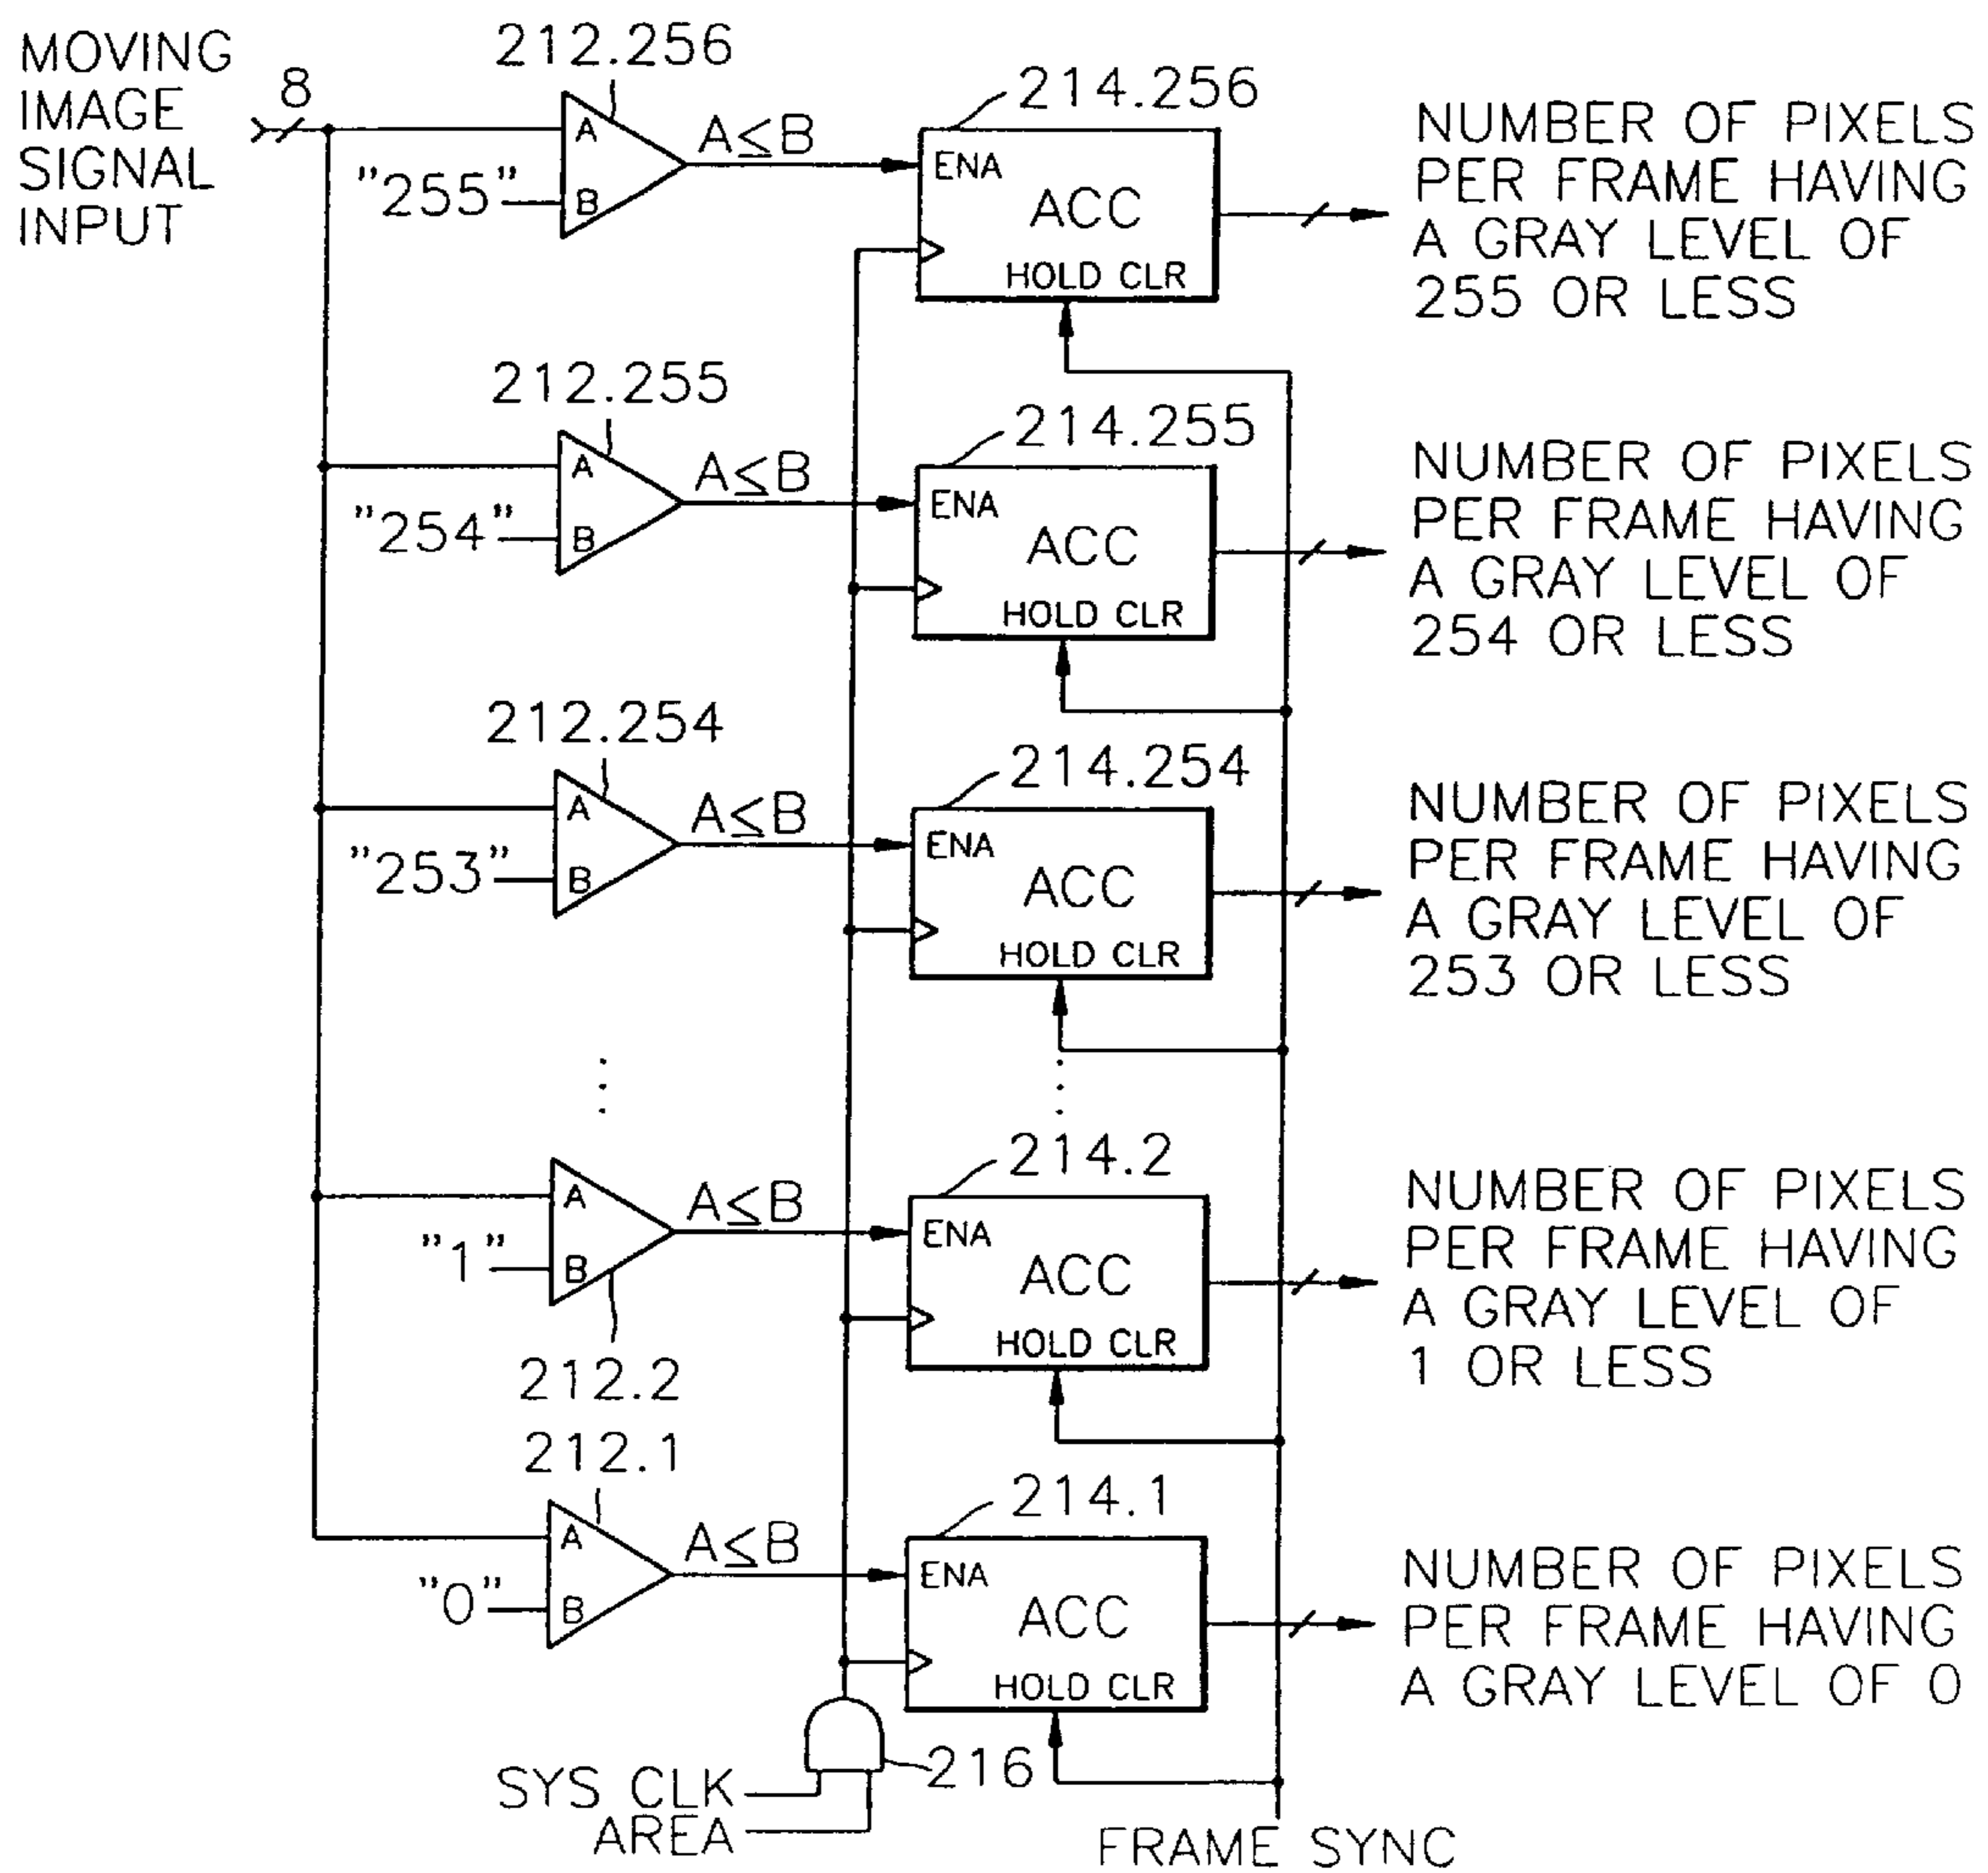 MOVING
IMAGE
SIGNAL
INPUT
8
212.256
A
"255"
B
A≤B
214.256
ENA
ACC
HOLD CLR
NUMBER OF PIXELS
PER FRAME HAVING
A GRAY LEVEL OF
255 OR LESS
212.255
A
"254"
B
A≤B
214.255
ENA
ACC
HOLD CLR
NUMBER OF PIXELS
PER FRAME HAVING
A GRAY LEVEL OF
254 OR LESS
212.254
A
"253"
B
A≤B
214.254
ENA
ACC
HOLD CLR
NUMBER OF PIXELS
PER FRAME HAVING
A GRAY LEVEL OF
253 OR LESS
A
"1"
B
212.2
A≤B
214.2
ENA
ACC
HOLD CLR
NUMBER OF PIXELS
PER FRAME HAVING
A GRAY LEVEL OF
1 OR LESS
212.1
A
"0"
B
A≤B
214.1
ENA
ACC
HOLD CLR
NUMBER OF PIXELS
PER FRAME HAVING
A GRAY LEVEL OF 0
216
SYS CLK
AREA
FRAME SYNC